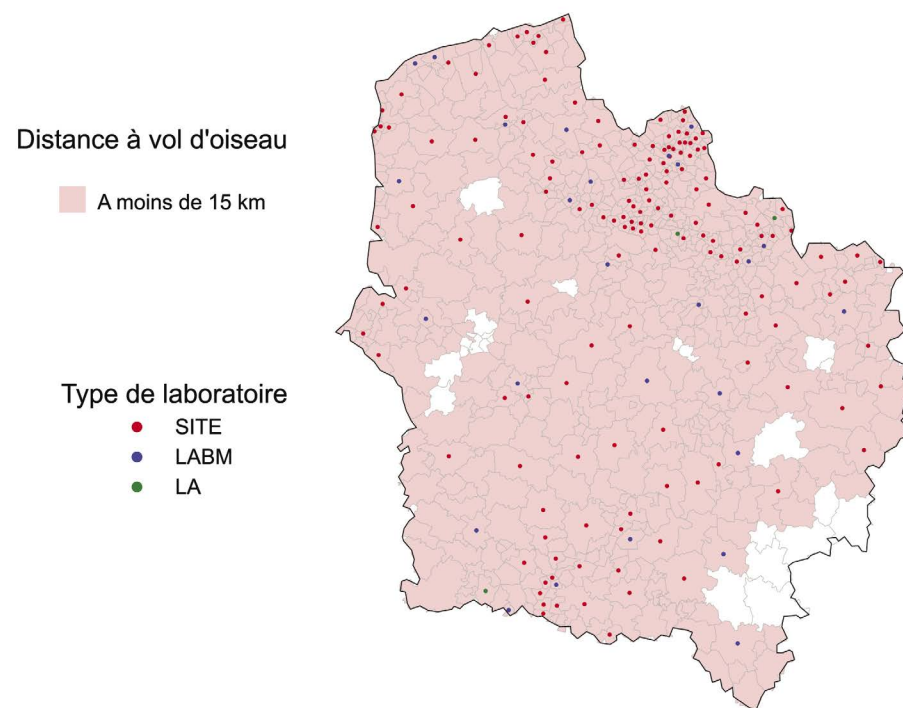 Distance à vol d'oiseau
A moins de 15 km
Type de laboratoire
SITE
LABM
LA